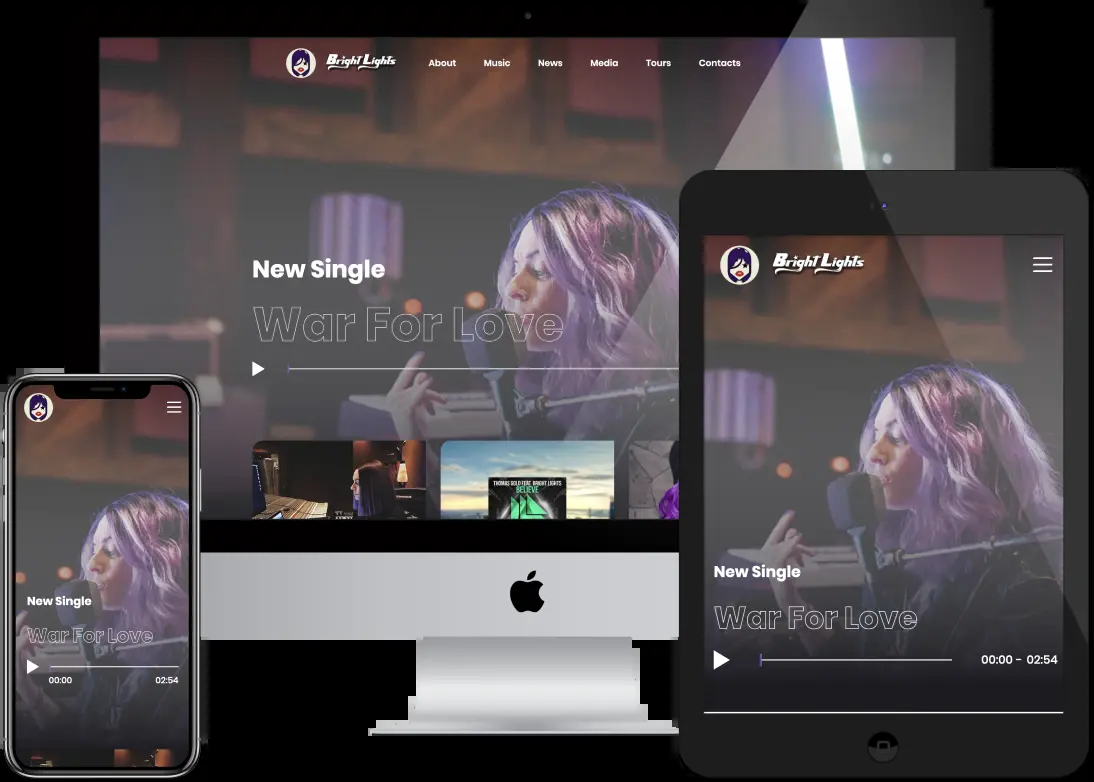 Bright Lights
About Music News Media Tours Contacts
New Single
War For Love
THOMAS GOLD FEAT. BRIGHT LIGHTS
BELIEVE
Bright Lights
New Single
War For Love
00:00 - 02:54
New Single
War For Love
00:00 02:54